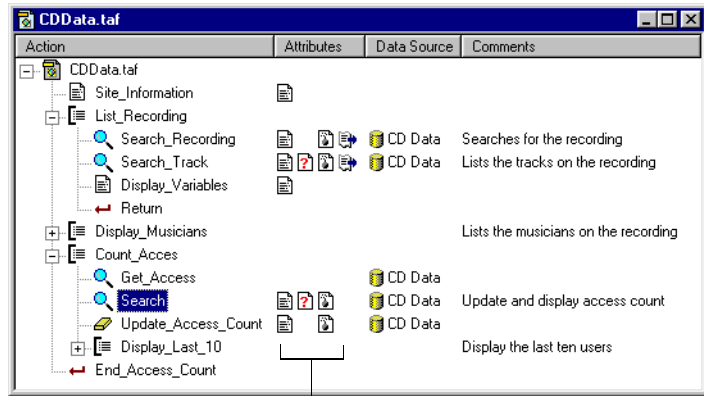 CDData.taf
Action Attributes Data Source Comments
CDData.taf
Site_Information
List_Recording
Search_Recording CD Data Searches for the recording
Search_Track CD Data Lists the tracks on the recording
Display_Variables
Return
Display_Musicians Lists the musicians on the recording
Count_Acces
Get_Access CD Data
Search CD Data Update and display access count
Update_Access_Count CD Data
Display_Last_10 Display the last ten users
End_Access_Count